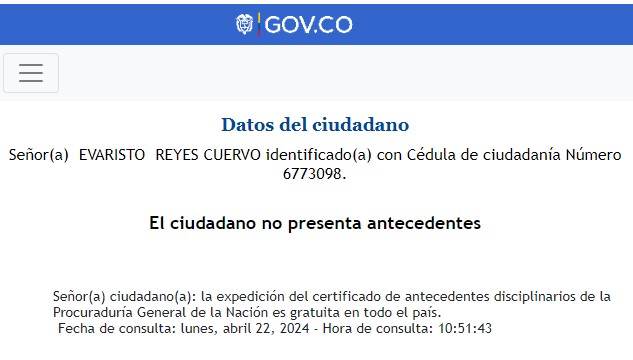 GOV.CO
Datos del ciudadano
Señor(a) EVARISTO REYES CUERVO identificado(a) con Cédula de ciudadanía Número
6773098.
El ciudadano no presenta antecedentes
Señor(a) ciudadano(a): la expedición del certificado de antecedentes disciplinarios de la
Procuraduría General de la Nación es gratuita en todo el país.
Fecha de consulta: lunes, abril 22, 2024 - Hora de consulta: 10:51:43